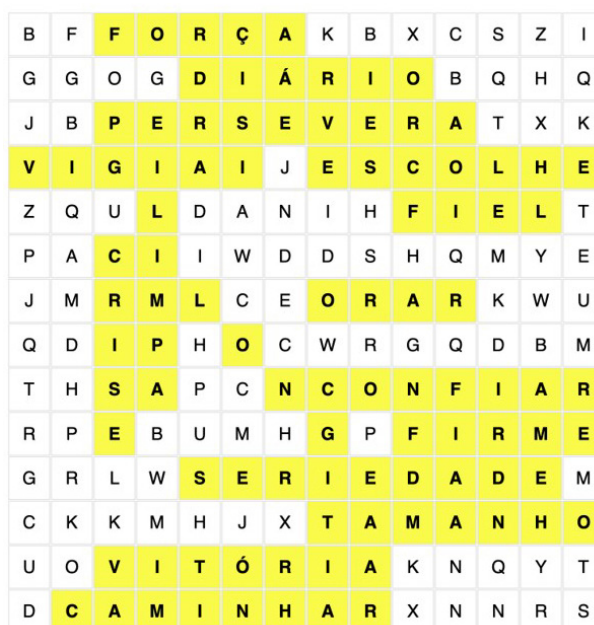 B F F O R Ç A K B X C S Z I
G G O G D I Á R I O B Q H Q
J B P E R S E V E R A T X K
V I G I A I J E S C O L H E
Z Q U L D A N I H F I E L T
P A C I I W D D S H Q M Y E
J M R M L C E O R A R K W U
Q D I P H O C W R G Q D B M
T H S A P C N C O N F I A R
R P E B U M H G P F I R M E
G R L W S E R I E D A D E M
C K K M H J X T A M A N H O
U O V I T Ó R I A K N Q Y T
D C A M I N H A R X N N R S